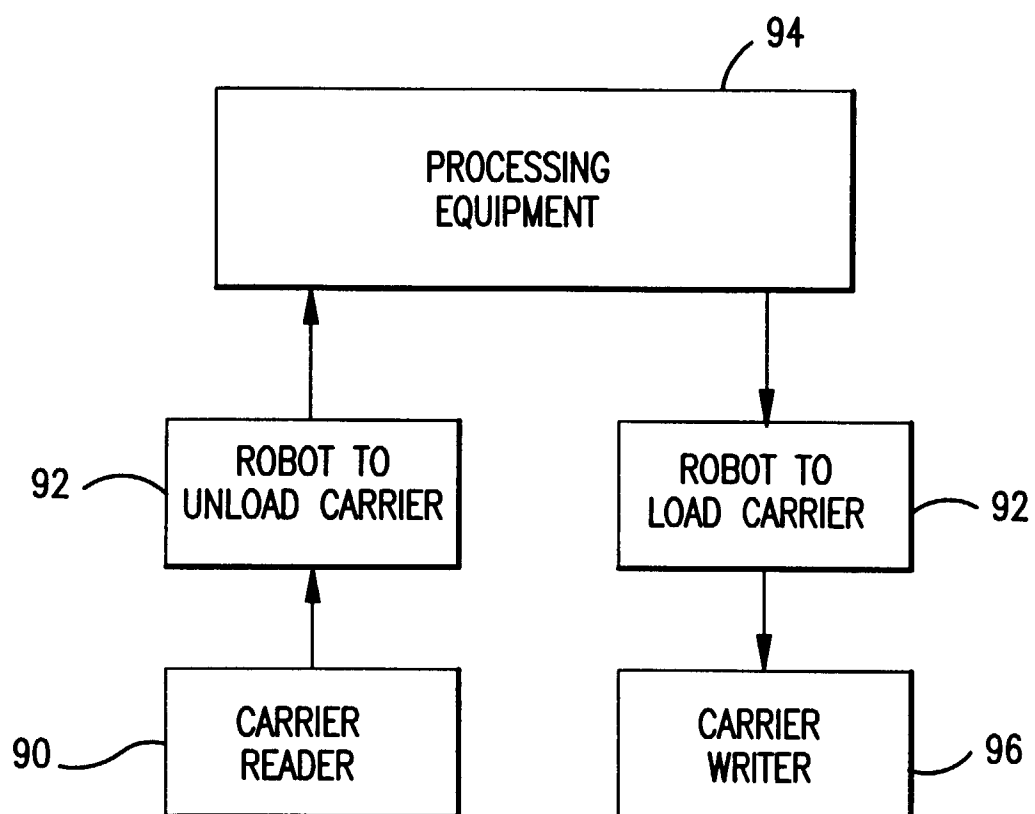 94
PROCESSING
EQUIPMENT
92
ROBOT TO
UNLOAD CARRIER
ROBOT TO
LOAD CARRIER
92
90
CARRIER
READER
CARRIER
WRITER
96